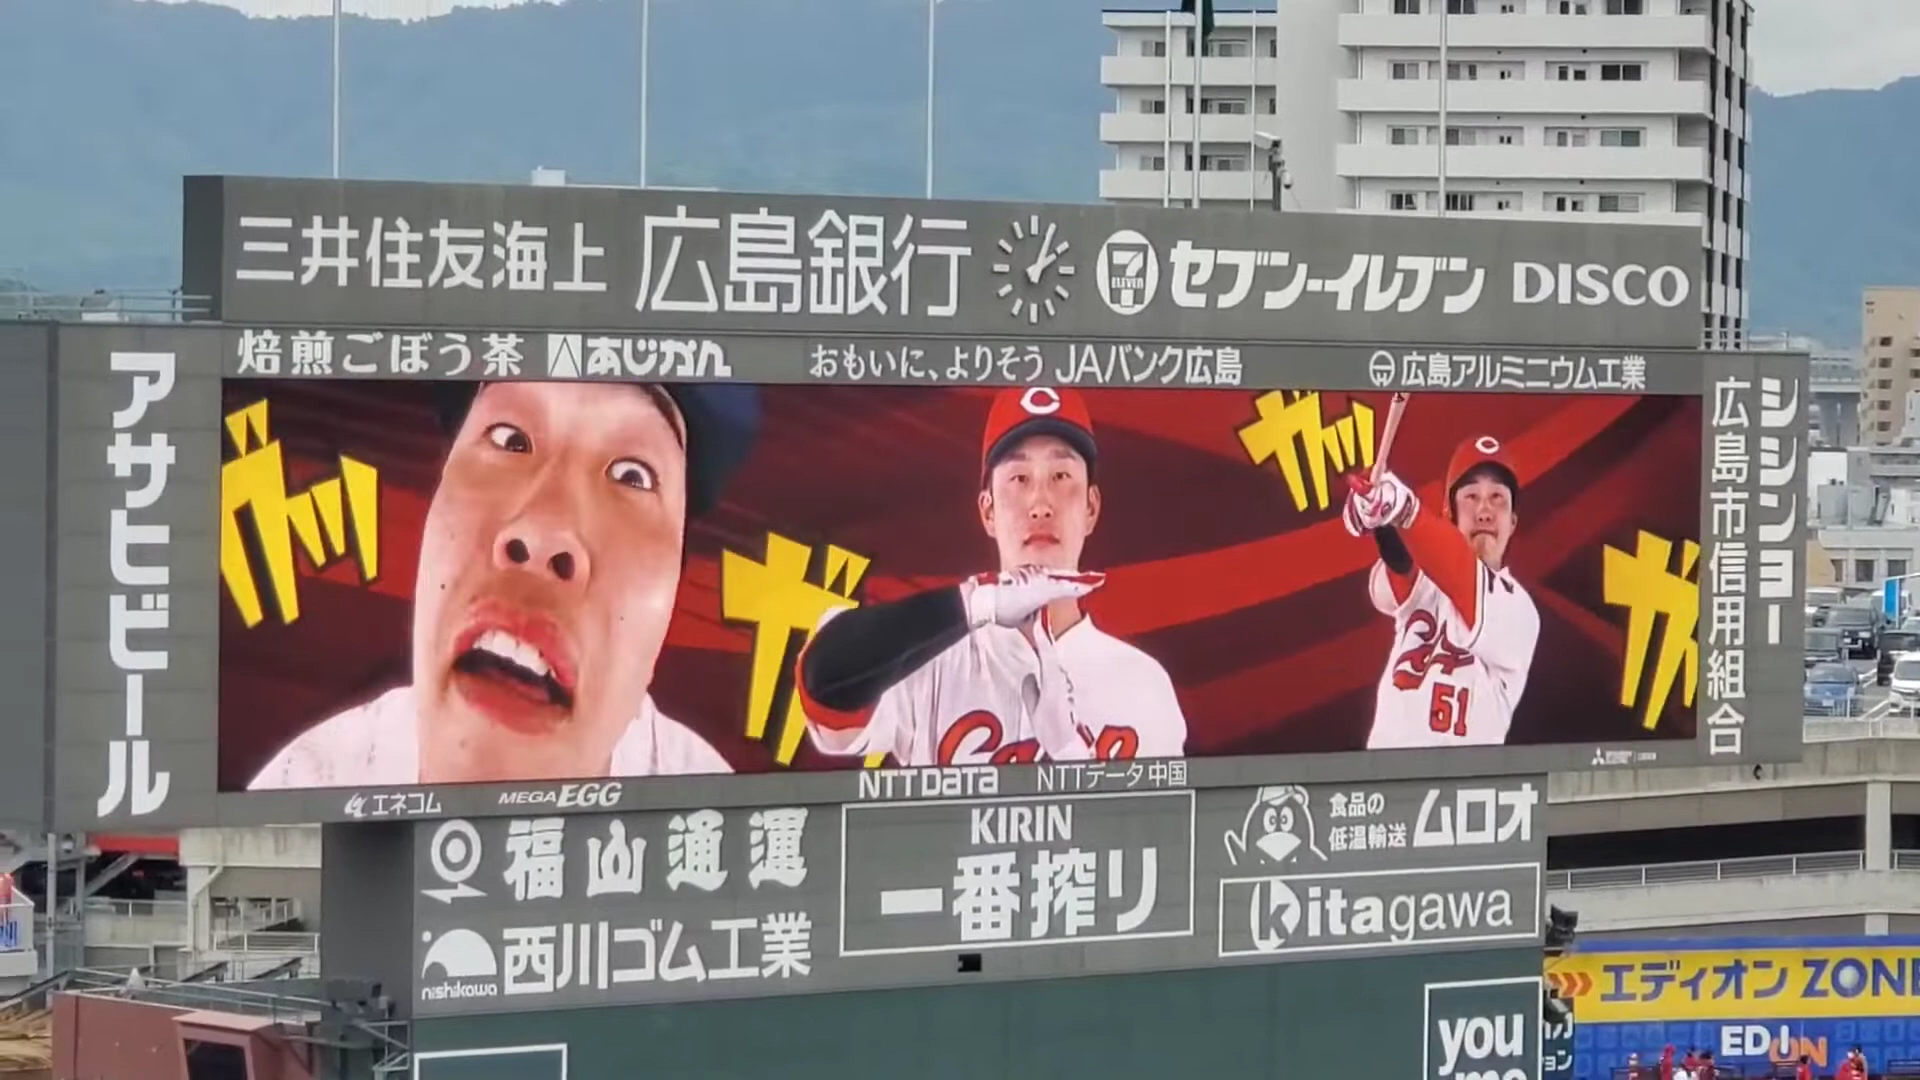 三井住友海上
広島銀行
7 ELEVEN
セブン-イレブン
DISCO
焙煎ごぼう茶
あじかん
おもいに、よりそう JAバンク広島
広島アルミニウム工業
アサヒビール
シシンヨー
広島市信用組合
ガッ
ガッ
ガッ
ガ
C
C
51
エネコム
MEGAEGG
NTT DATA
NTTデータ中国
福山通運
KIRIN
一番搾り
食品の
低温輸送
ムロオ
kitagawa
nishikawa
西川ゴム工業
エディオン ZONE
EDION
you
me